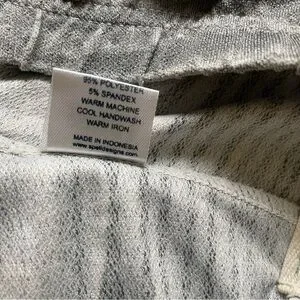 95% POLYESTER
5% SPANDEX
WARM MACHINE
COOL HANDWASH
WARM IRON
MADE IN INDONESIA